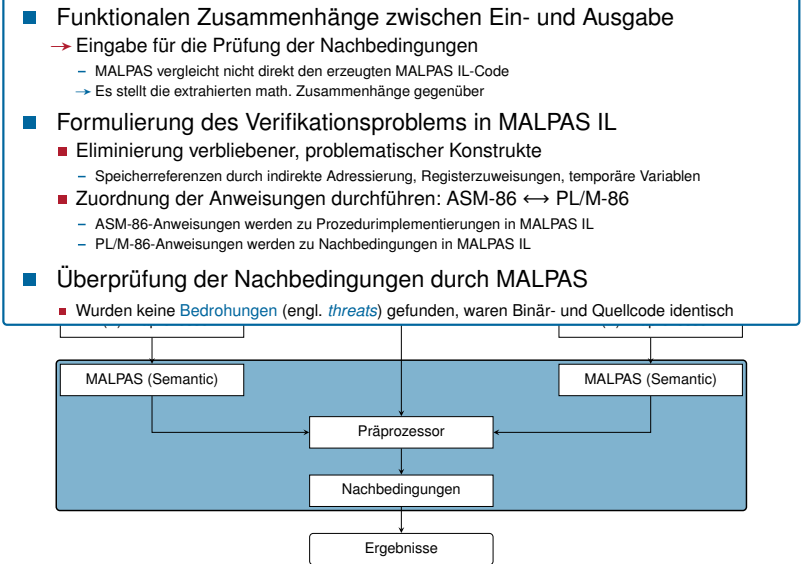 Funktionalen Zusammenhänge zwischen Ein- und Ausgabe
→ Eingabe für die Prüfung der Nachbedingungen
– MALPAS vergleicht nicht direkt den erzeugten MALPAS IL-Code
→ Es stellt die extrahierten math. Zusammenhänge gegenüber
Formulierung des Verifikationsproblems in MALPAS IL
Eliminierung verbliebener, problematischer Konstrukte
– Speicherreferenzen durch indirekte Adressierung, Registerzuweisungen, temporäre Variablen
Zuordnung der Anweisungen durchführen: ASM-86 ⟷ PL/M-86
– ASM-86-Anweisungen werden zu Prozedurimplementierungen in MALPAS IL
– PL/M-86-Anweisungen werden zu Nachbedingungen in MALPAS IL
Überprüfung der Nachbedingungen durch MALPAS
Wurden keine Bedrohungen (engl. threats) gefunden, waren Binär- und Quellcode identisch
MALPAS (Semantic)
MALPAS (Semantic)
Präprozessor
Nachbedingungen
Ergebnisse